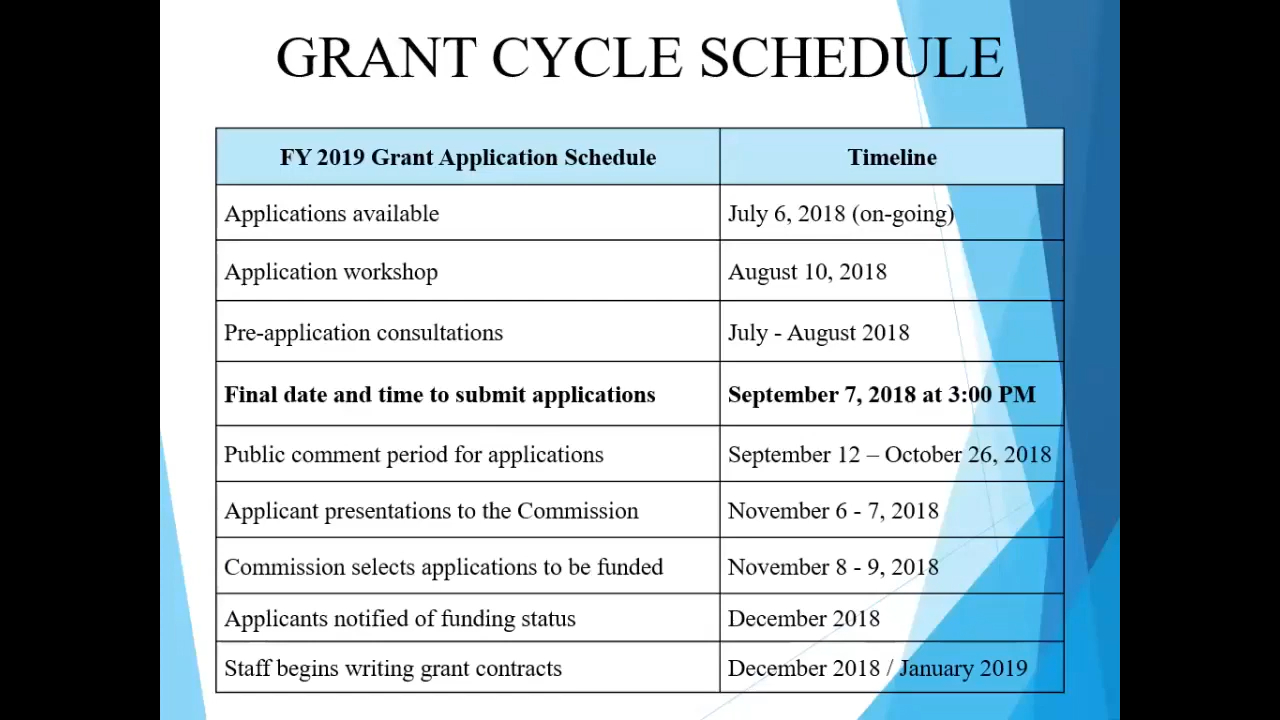 GRANT CYCLE SCHEDULE
FY 2019 Grant Application Schedule Timeline
Applications available July 6, 2018 (on-going)
Application workshop August 10, 2018
Pre-application consultations July - August 2018
Final date and time to submit applications September 7, 2018 at 3:00 PM
Public comment period for applications September 12 – October 26, 2018
Applicant presentations to the Commission November 6 - 7, 2018
Commission selects applications to be funded November 8 - 9, 2018
Applicants notified of funding status December 2018
Staff begins writing grant contracts December 2018 / January 2019